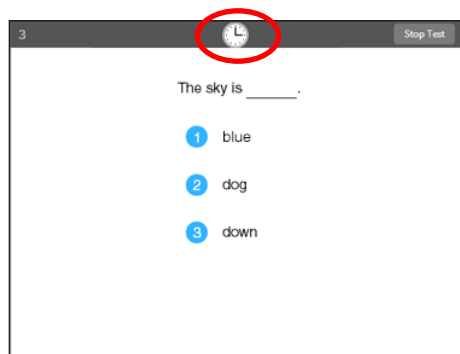 3 Stop Test
The sky is ______.
1 blue
2 dog
3 down